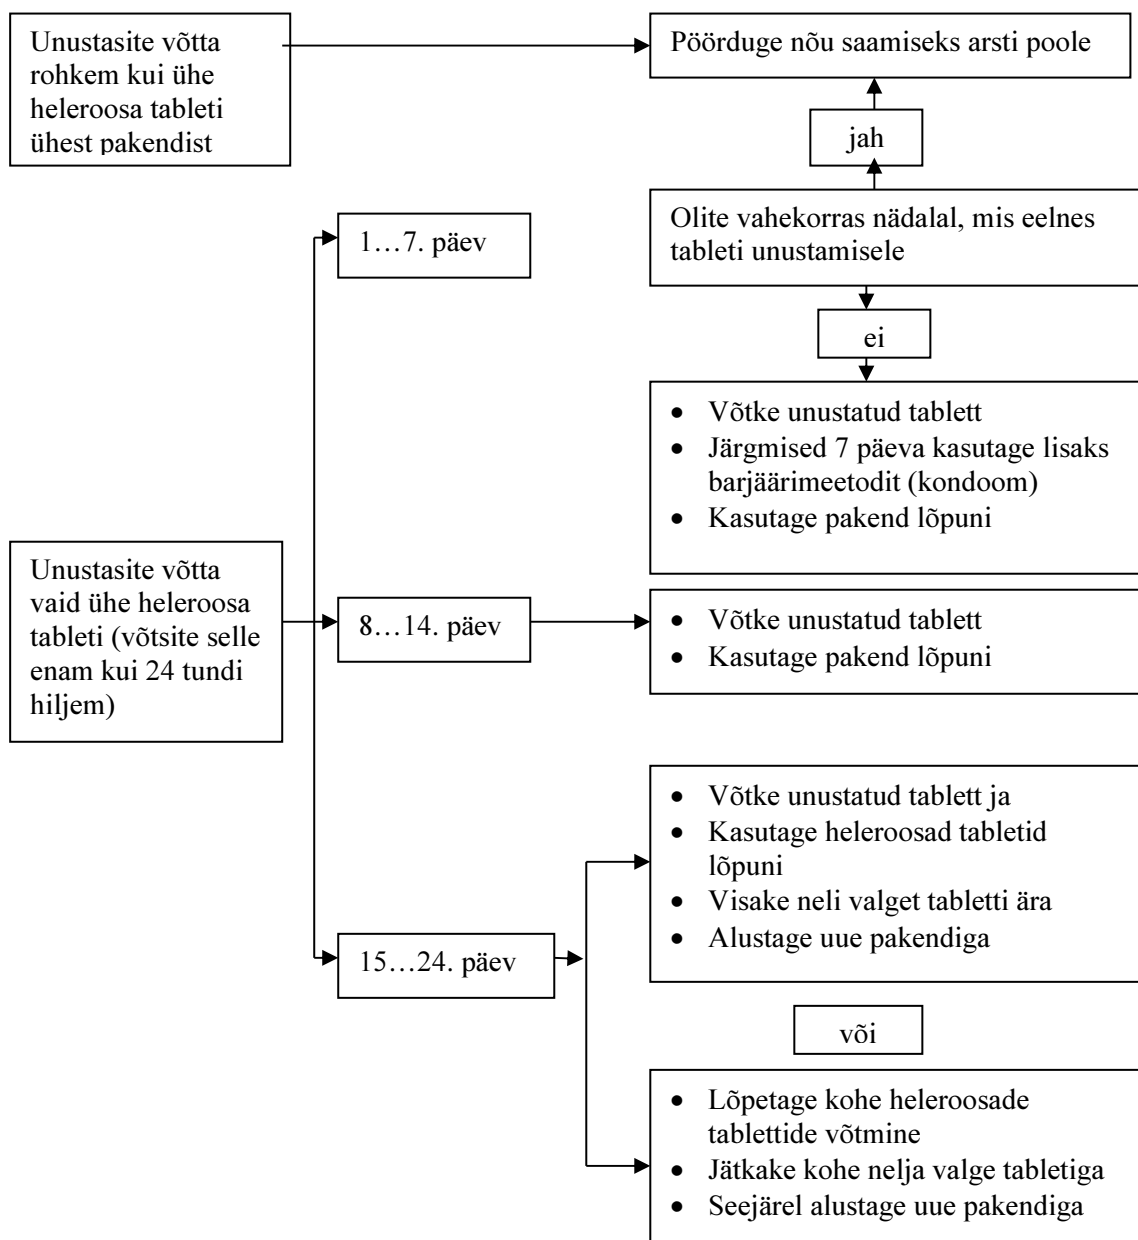 Unustasite võtta
rohkem kui ühe
heleroosa tableti
ühest pakendist
Pöörduge nõu saamiseks arsti poole
jah
Olite vahekorras nädalal, mis eelnes
tableti unustamisele
ei
1…7. päev
• Võtke unustatud tablett
• Järgmised 7 päeva kasutage lisaks
barjäärimeetodit (kondoom)
• Kasutage pakend lõpuni
Unustasite võtta
vaid ühe heleroosa
tableti (võtsite selle
enam kui 24 tundi
hiljem)
8…14. päev
• Võtke unustatud tablett
• Kasutage pakend lõpuni
15…24. päev
• Võtke unustatud tablett ja
• Kasutage heleroosad tabletid
lõpuni
• Visake neli valget tabletti ära
• Alustage uue pakendiga
või
• Lõpetage kohe heleroosade
tablettide võtmine
• Jätkake kohe nelja valge tabletiga
• Seejärel alustage uue pakendiga